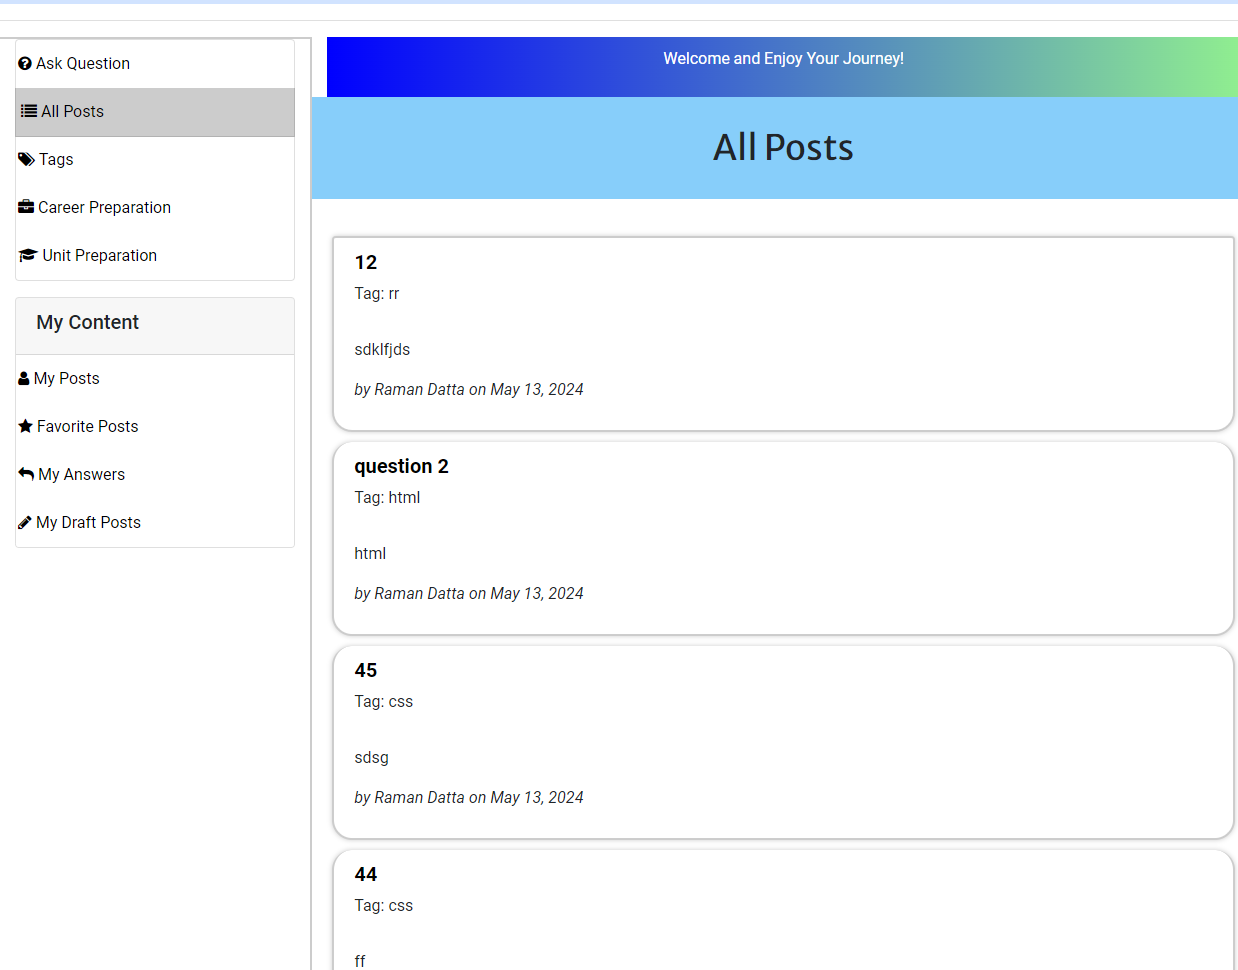 Ask Question
All Posts
Tags
Career Preparation
Unit Preparation
My Content
My Posts
Favorite Posts
My Answers
My Draft Posts
Welcome and Enjoy Your Journey!
All Posts
12
Tag: rr
sdklfjds
by Raman Datta on May 13, 2024
question 2
Tag: html
html
by Raman Datta on May 13, 2024
45
Tag: css
sdsg
by Raman Datta on May 13, 2024
44
Tag: css
ff